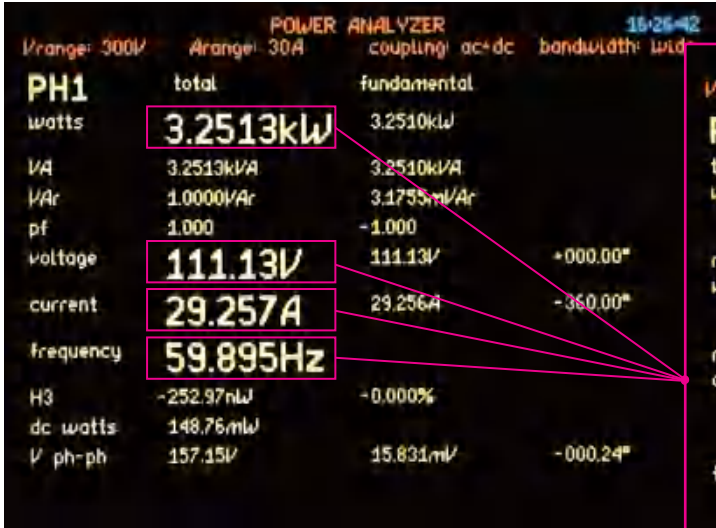 POWER ANALYZER 16:26:42
Vrange: 300V Arange: 30A coupling: ac+dc bandwidth: wide
PH1 total fundamental
watts 3.2513kW 3.2510kW
VA 3.2513kVA 3.2510kVA
VAr 1.0000VAr 3.1755mVAr
pf 1.000 -1.000
voltage 111.13V 111.13V +000.00°
current 29.257A 29.256A -360.00°
frequency 59.895Hz
H3 -252.97nW -0.000%
dc watts 148.76mW
V ph-ph 157.15V 15.831mV -000.24°